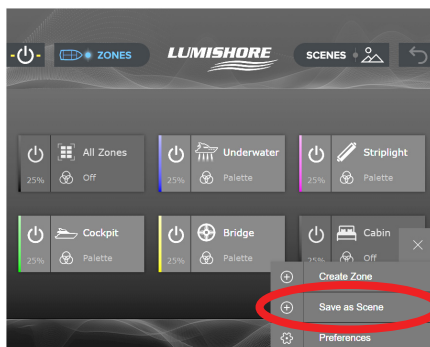 ZONES
LUMISHORE
SCENES
All Zones
25%
Off
Underwater
25%
Palette
Striplight
25%
Palette
Cockpit
25%
Palette
Bridge
25%
Palette
Cabin
25%
Off
Create Zone
Save as Scene
Preferences